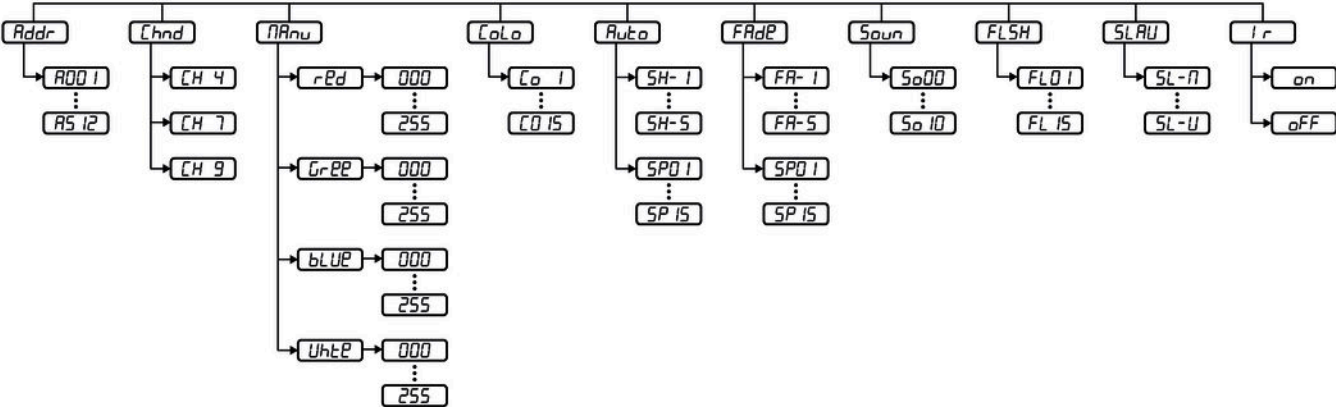 Addr Chnd MAnu CoLo Auto FAde Soun FLSH SLAV Ir
A001 CH 4 red 000 Co 1 SH-1 FA-1 So00 FL01 SL-M on
A512 CH 7 255 CO15 SH-5 FA-5 So10 FL15 SL-U oFF
CH 9 Gree 000 SP01 SP01
255 SP15 SP15
bLUe 000
255
Uhte 000
255